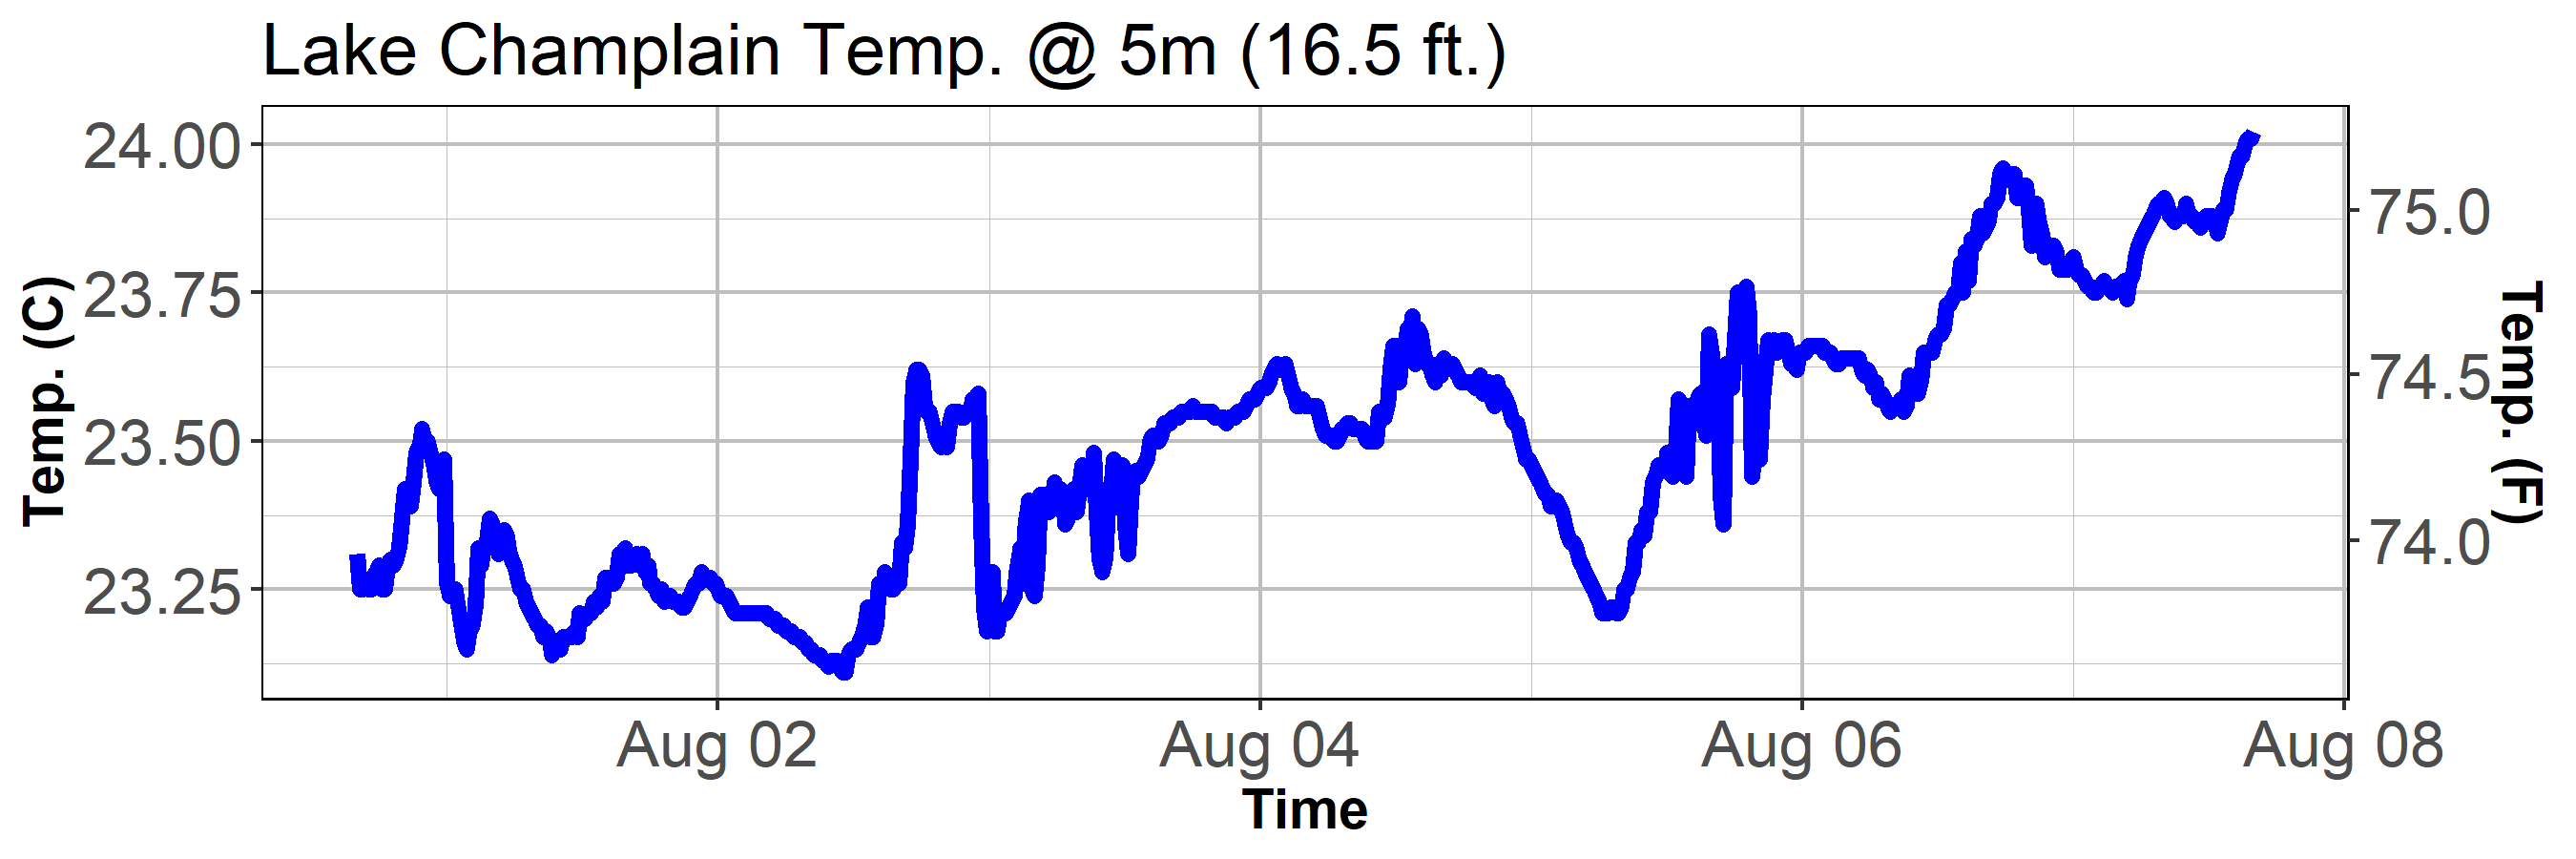 Lake Champlain Temp. @ 5m (16.5 ft.)
Temp. (C)
24.00
23.75
23.50
23.25
75.0
74.5
74.0
Temp. (F)
Aug 02
Aug 04
Aug 06
Aug 08
Time